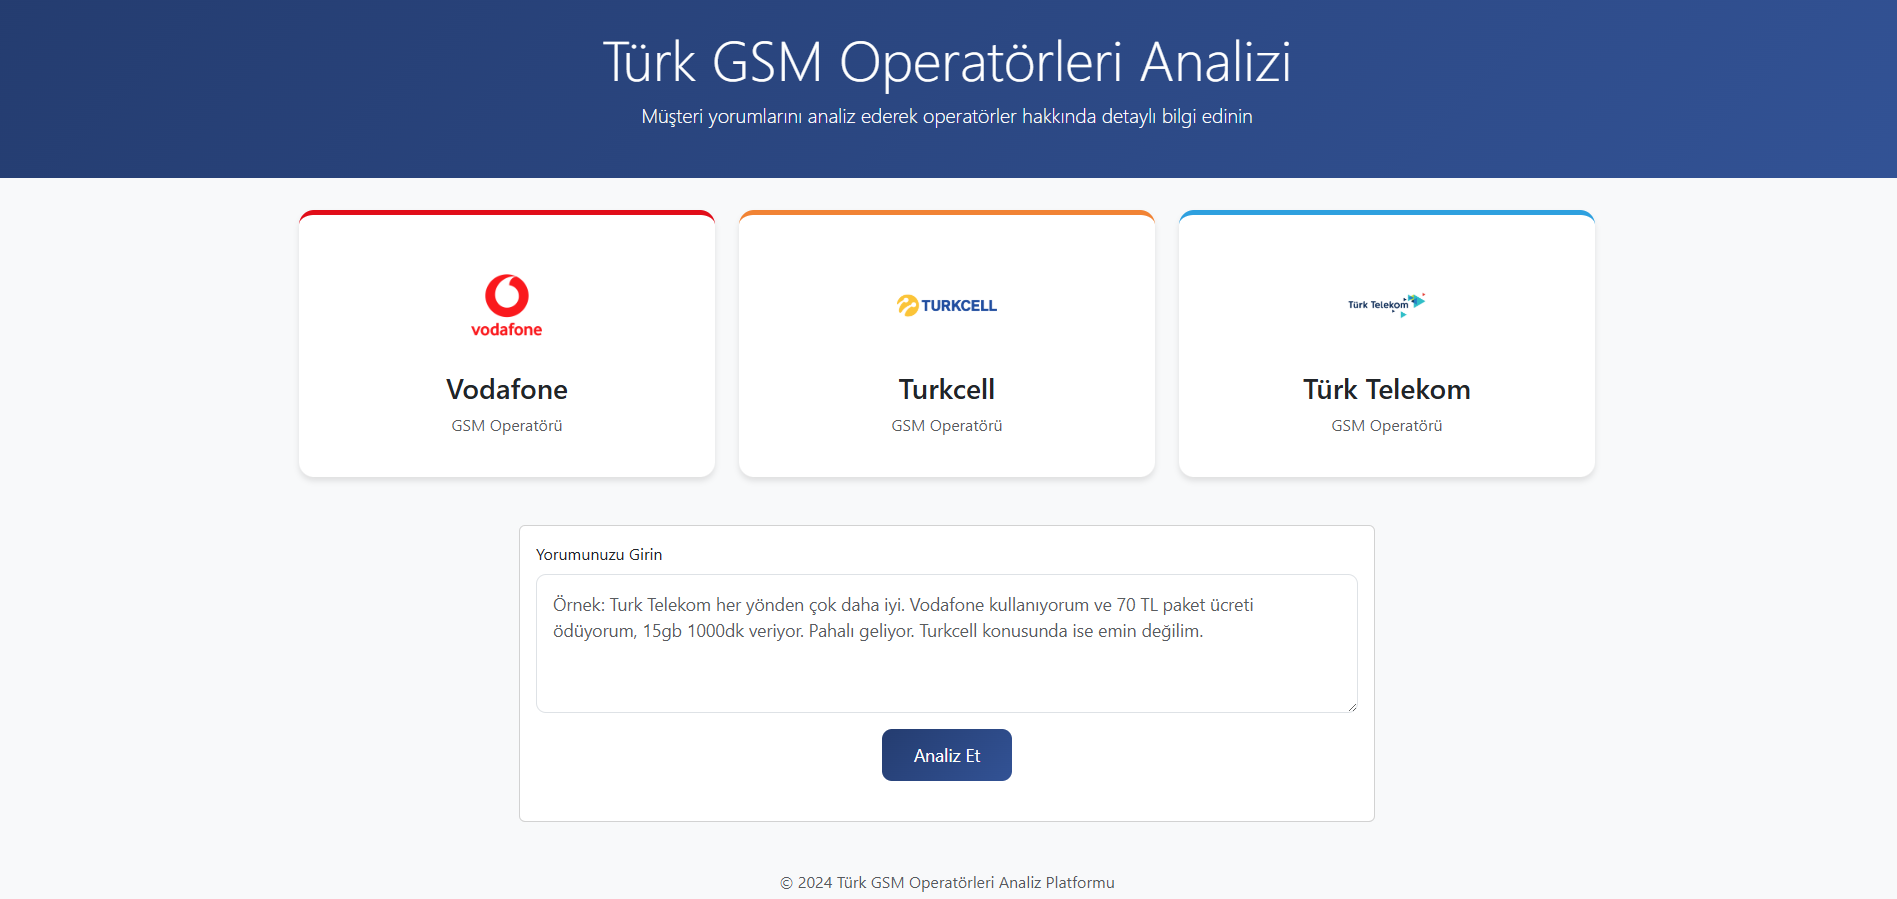 Türk GSM Operatörleri Analizi
Müşteri yorumlarını analiz ederek operatörler hakkında detaylı bilgi edinin
vodafone
Vodafone
GSM Operatörü
TURKCELL
Turkcell
GSM Operatörü
Türk Telekom
Türk Telekom
GSM Operatörü
Yorumunuzu Girin
Örnek: Turk Telekom her yönden çok daha iyi. Vodafone kullanıyorum ve 70 TL paket ücreti
ödüyorum, 15gb 1000dk veriyor. Pahalı geliyor. Turkcell konusunda ise emin değilim.
Analiz Et
© 2024 Türk GSM Operatörleri Analiz Platformu